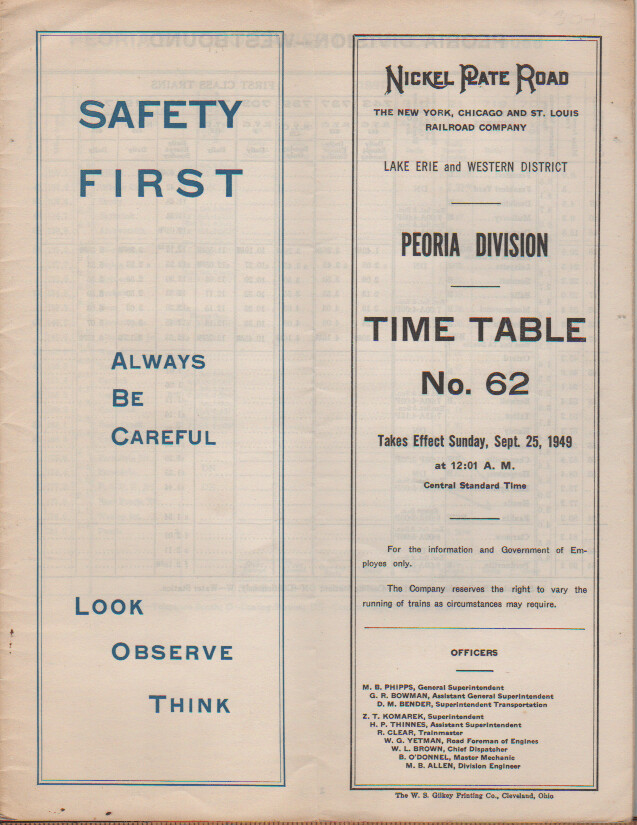 SAFETY
FIRST
ALWAYS
BE
CAREFUL
LOOK
OBSERVE
THINK
NICKEL PLATE ROAD
THE NEW YORK, CHICAGO AND ST. LOUIS
RAILROAD COMPANY
LAKE ERIE and WESTERN DISTRICT
PEORIA DIVISION
TIME TABLE
No. 62
Takes Effect Sunday, Sept. 25, 1949
at 12:01 A. M.
Central Standard Time
For the information and Government of Em-
ployes only.
The Company reserves the right to vary the
running of trains as circumstances may require.
OFFICERS
M. B. PHIPPS, General Superintendent
G. R. BOWMAN, Assistant General Superintendent
D. M. BENDER, Superintendent Transportation
Z. T. KOMAREK, Superintendent
H. P. THINNES, Assistant Superintendent
R. CLEAR, Trainmaster
W. G. YETMAN, Road Foreman of Engines
W. L. BROWN, Chief Dispatcher
B. O'DONNEL, Master Mechanic
M. B. ALLEN, Division Engineer
The W. S. Gilkey Printing Co., Cleveland, Ohio